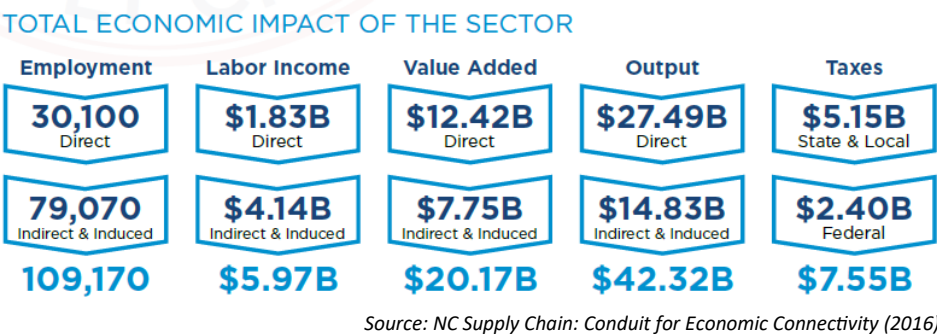 TOTAL ECONOMIC IMPACT OF THE SECTOR
Employment Labor Income Value Added Output Taxes
30,100 $1.83B $12.42B $27.49B $5.15B
Direct Direct Direct Direct State & Local
79,070 $4.14B $7.75B $14.83B $2.40B
Indirect & Induced Indirect & Induced Indirect & Induced Indirect & Induced Federal
109,170 $5.97B $20.17B $42.32B $7.55B
Source: NC Supply Chain: Conduit for Economic Connectivity (2016)